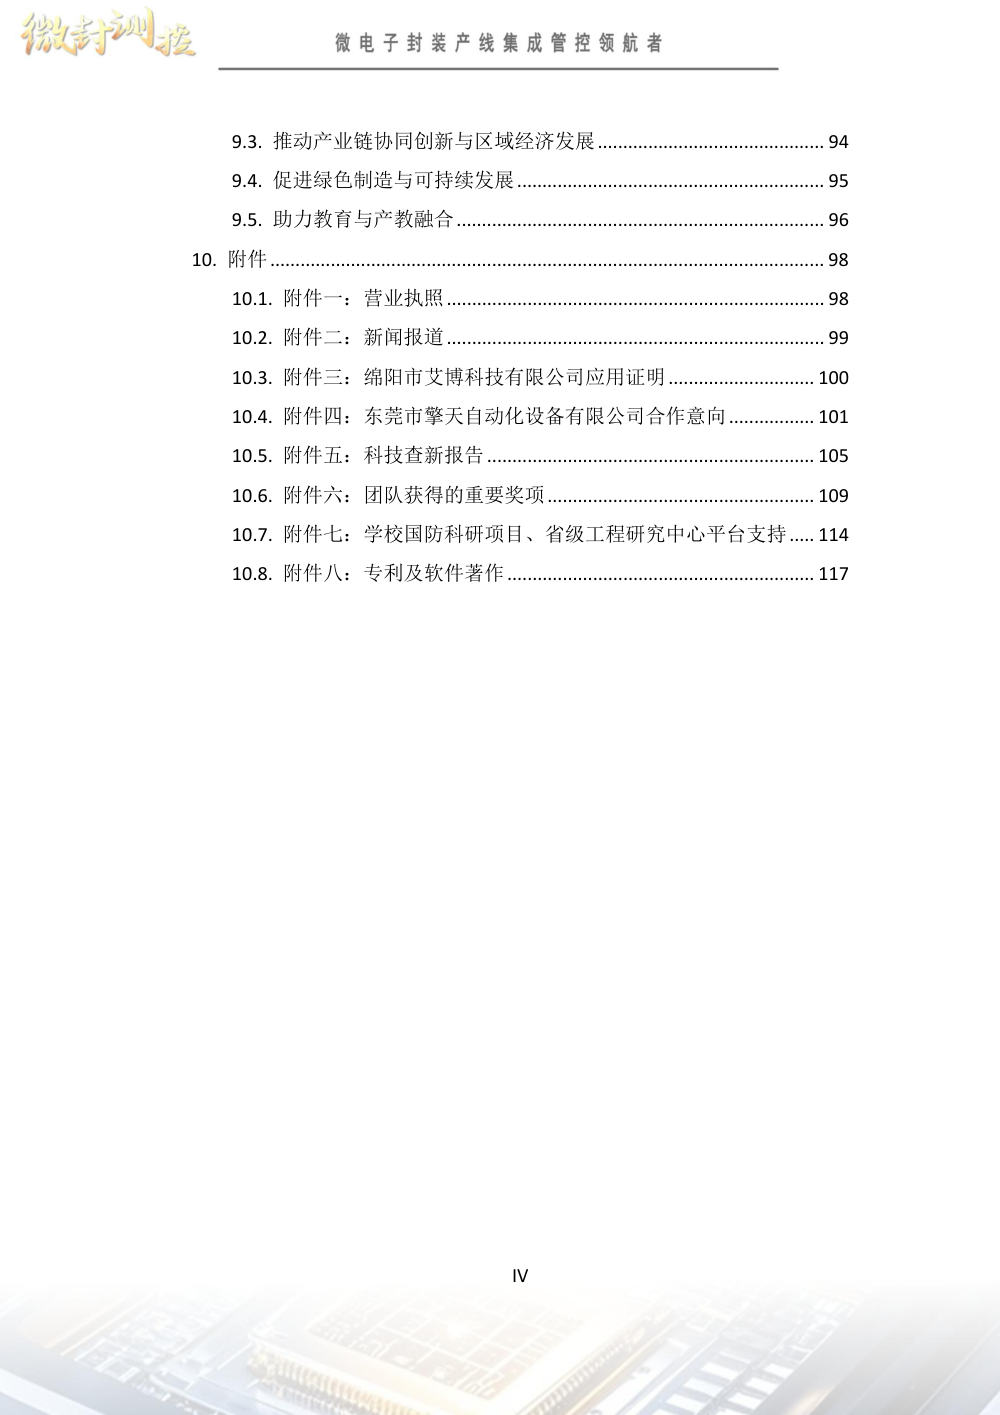 微封测控
微电子封装产线集成管控领航者
9.3. 推动产业链协同创新与区域经济发展 ............................................. 94
9.4. 促进绿色制造与可持续发展 ............................................................. 95
9.5. 助力教育与产教融合 ......................................................................... 96
10. 附件 .............................................................................................................. 98
10.1. 附件一：营业执照 ........................................................................... 98
10.2. 附件二：新闻报道 ........................................................................... 99
10.3. 附件三：绵阳市艾博科技有限公司应用证明 ............................. 100
10.4. 附件四：东莞市擎天自动化设备有限公司合作意向 ................. 101
10.5. 附件五：科技查新报告 ................................................................. 105
10.6. 附件六：团队获得的重要奖项 ..................................................... 109
10.7. 附件七：学校国防科研项目、省级工程研究中心平台支持 ..... 114
10.8. 附件八：专利及软件著作 ............................................................. 117
IV